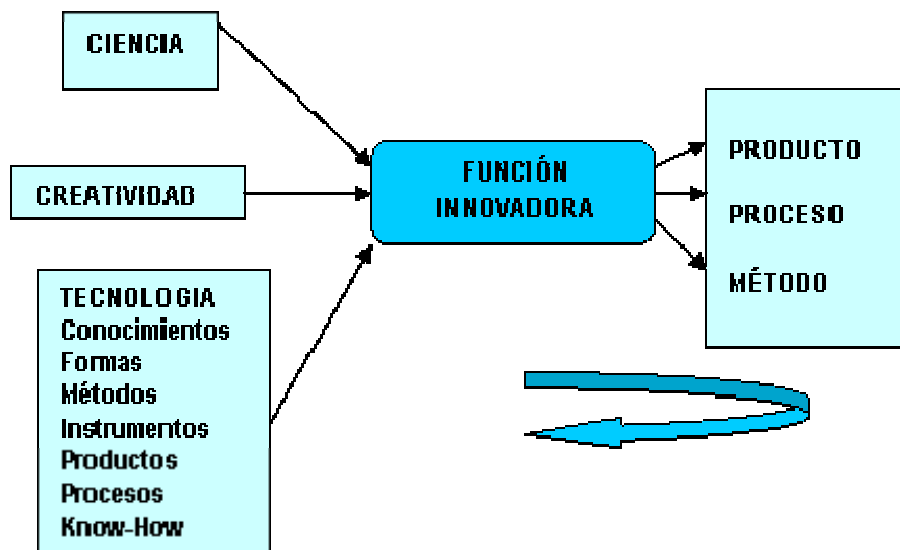 CIENCIA
CREATIVIDAD
TECNOLOGIA
Conocimientos
Formas
Métodos
Instrumentos
Productos
Procesos
Know-How
FUNCIÓN
INNOVADORA
PRODUCTO
PROCESO
MÉTODO